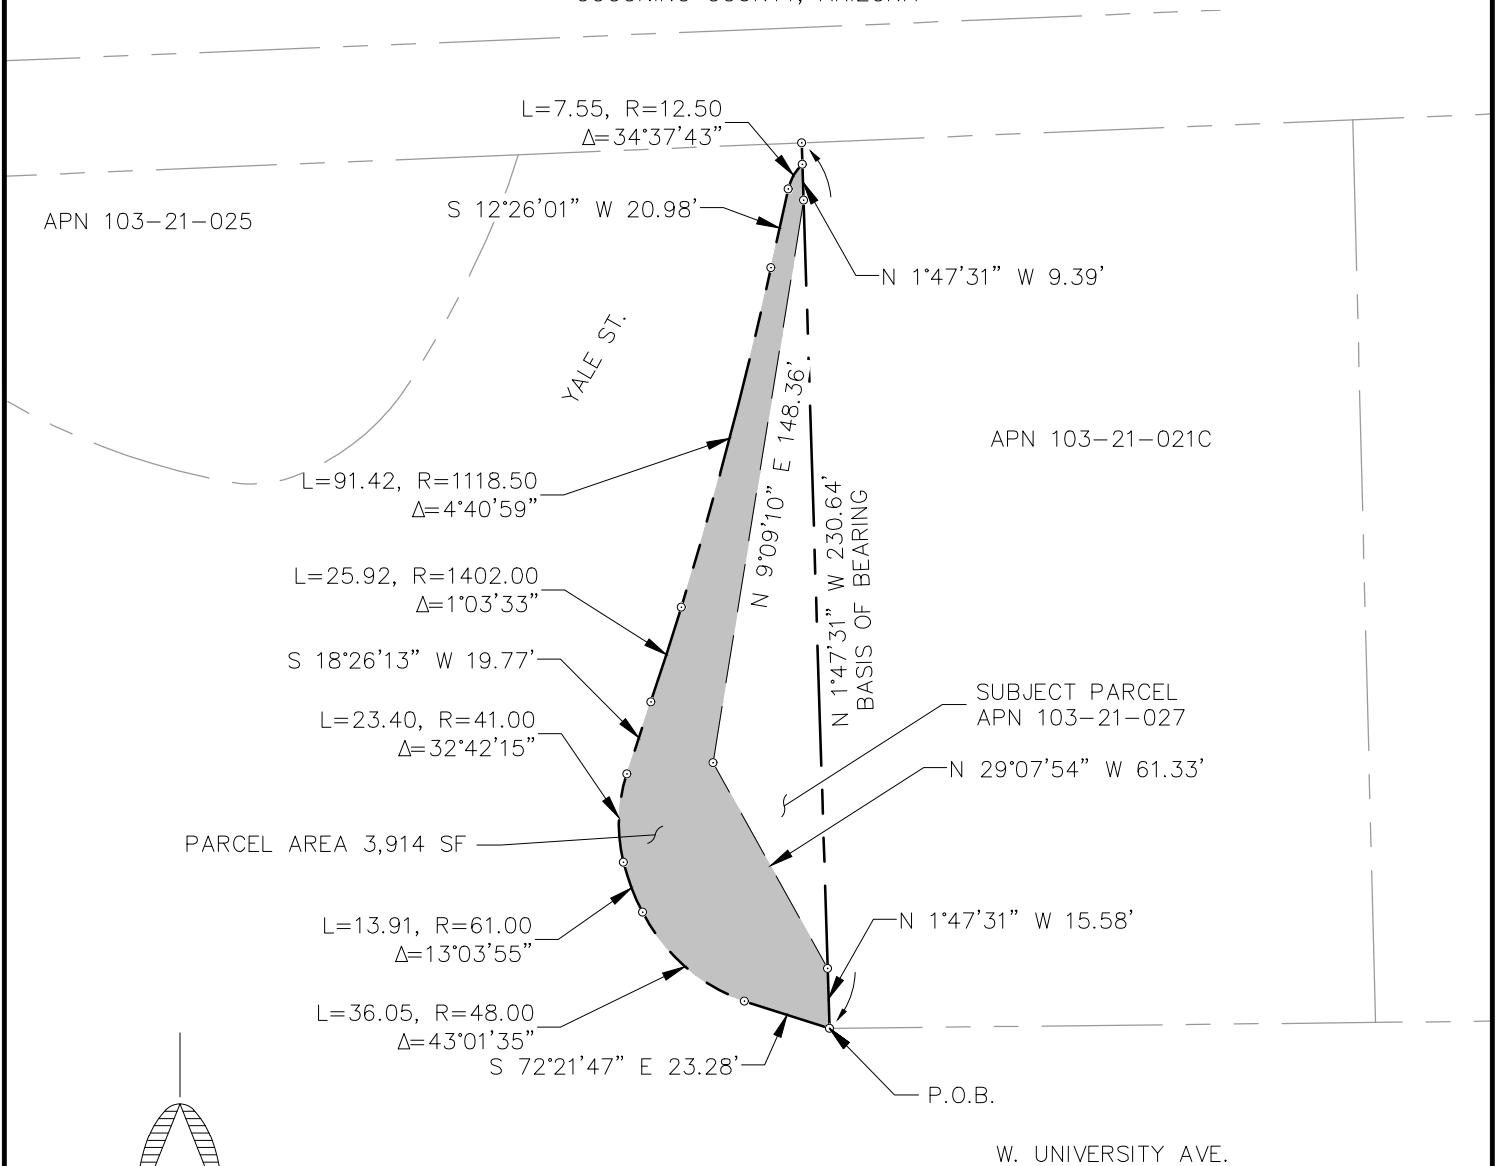 COCONINO COUNTY, ARIZONA
L=7.55, R=12.50
Δ=34°37'43"
S 12°26'01" W 20.98'
APN 103-21-025
N 1°47'31" W 9.39'
YALE ST.
N 9°09'10" E 148.36'
APN 103-21-021C
L=91.42, R=1118.50
Δ=4°40'59"
N 1°47'31" W 230.64'
BASIS OF BEARING
L=25.92, R=1402.00
Δ=1°03'33"
S 18°26'13" W 19.77'
SUBJECT PARCEL
APN 103-21-027
L=23.40, R=41.00
Δ=32°42'15"
N 29°07'54" W 61.33'
PARCEL AREA 3,914 SF
L=13.91, R=61.00
Δ=13°03'55"
N 1°47'31" W 15.58'
L=36.05, R=48.00
Δ=43°01'35"
S 72°21'47" E 23.28'
P.O.B.
W. UNIVERSITY AVE.